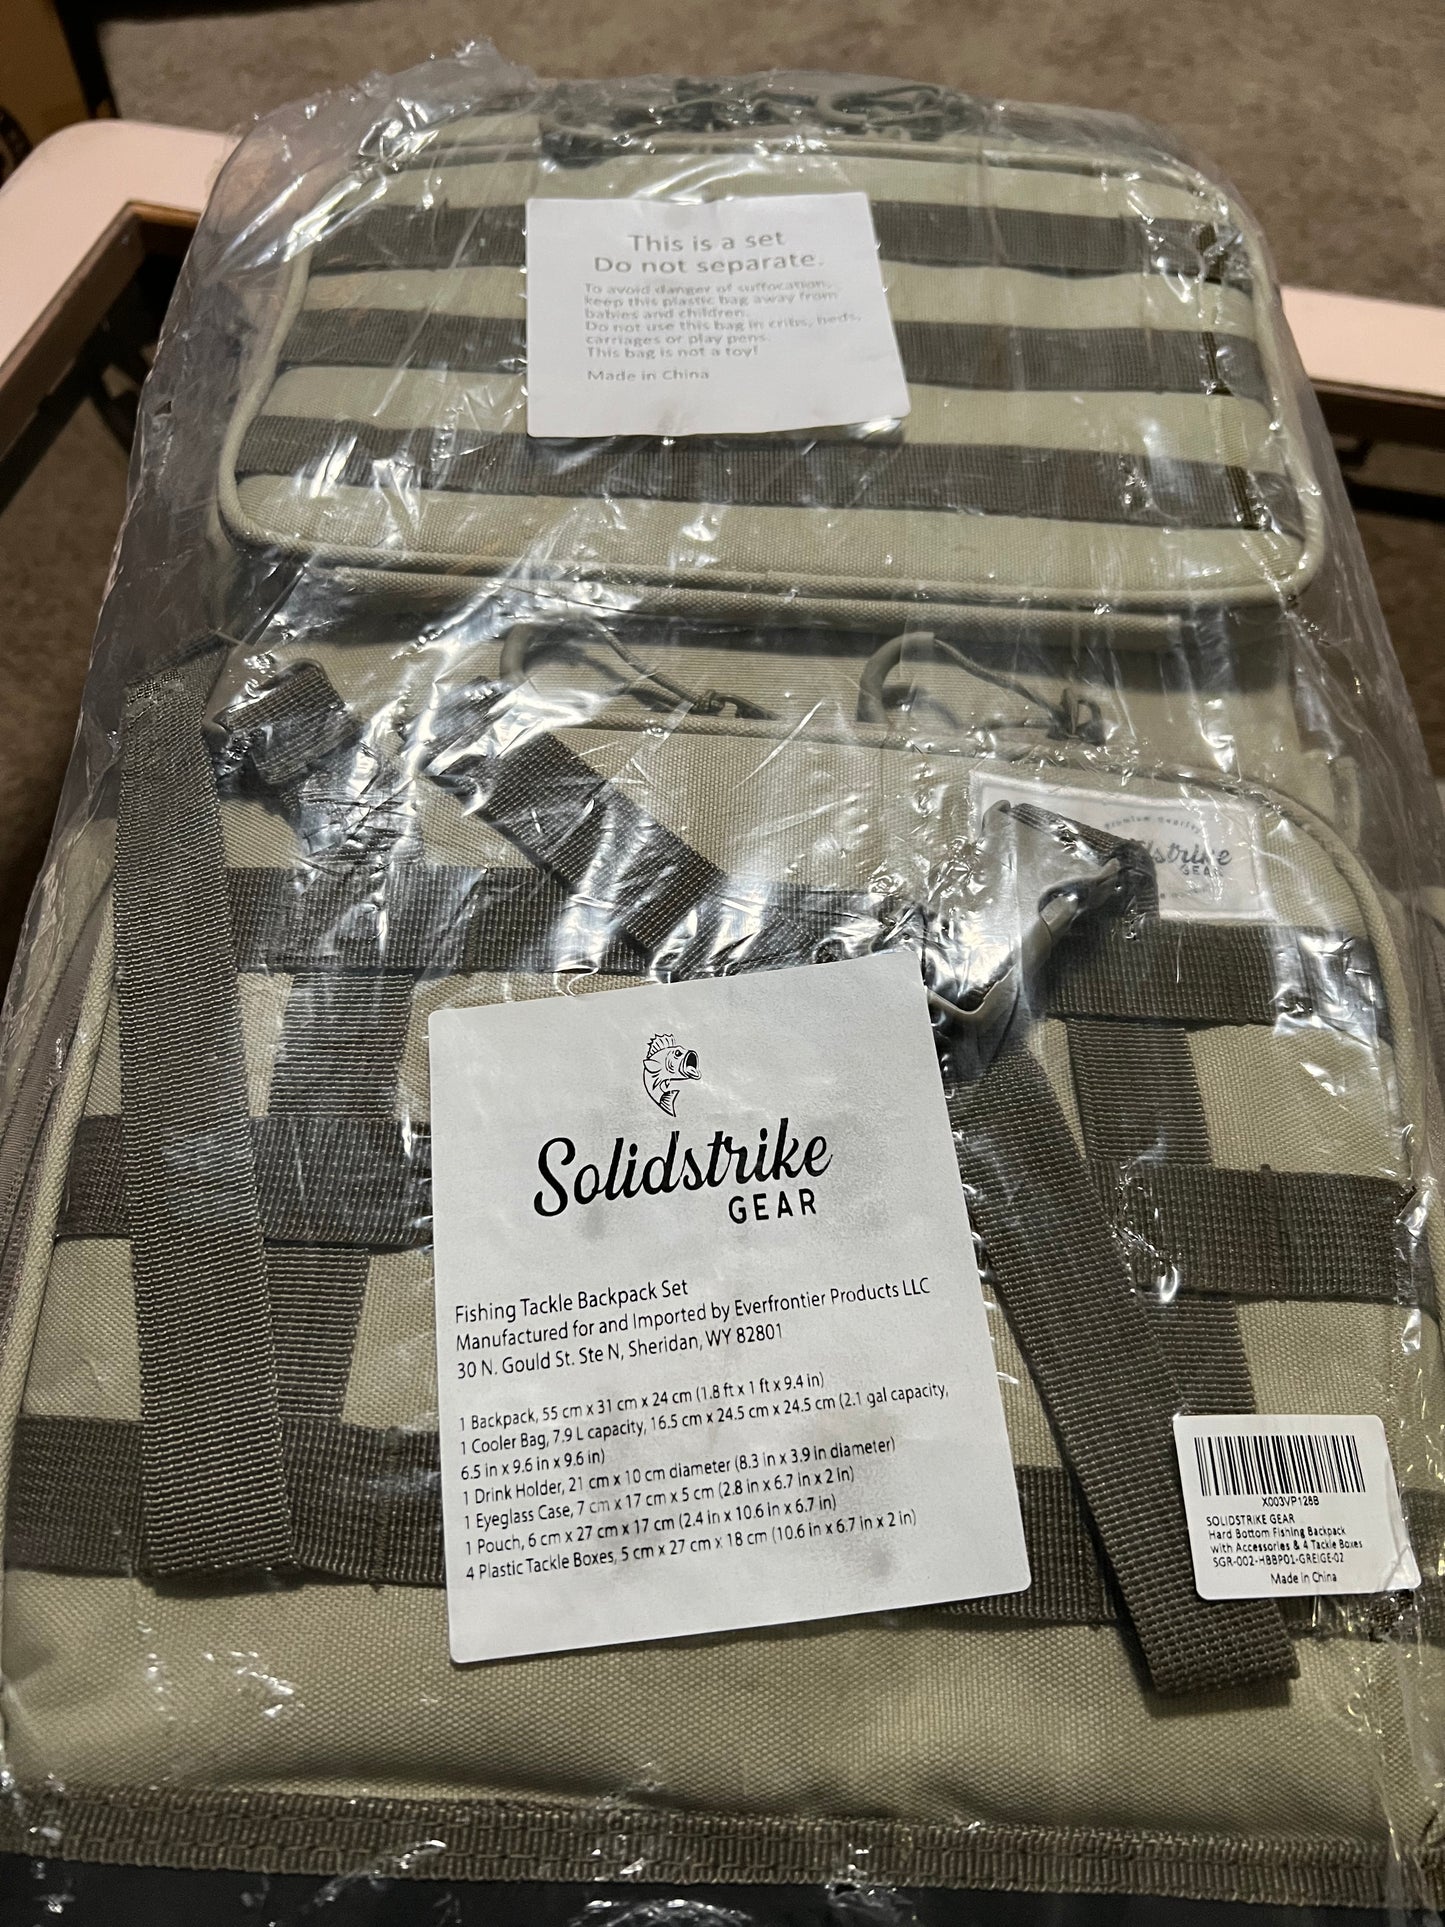 This is a set
Do not separate.
To avoid danger of suffocation,
keep this plastic bag away from
babies and children.
Do not use this bag in cribs, beds,
carriages or play pens.
This bag is not a toy!
Made in China
GEAR
Solidstrike
GEAR
Fishing Tackle Backpack Set
Manufactured for and Imported by Everfrontier Products LLC
30 N. Gould St. Ste N, Sheridan, WY 82801
1 Backpack, 55 cm x 31 cm x 24 cm (1.8 ft x 1 ft x 9.4 in)
1 Cooler Bag, 7.9 L capacity, 16.5 cm x 24.5 cm x 24.5 cm (2.1 gal capacity,
6.5 in x 9.6 in x 9.6 in)
1 Drink Holder, 21 cm x 10 cm diameter (8.3 in x 3.9 in diameter)
1 Eyeglass Case, 7 cm x 17 cm x 5 cm (2.8 in x 6.7 in x 2 in)
1 Pouch, 6 cm x 27 cm x 17 cm (2.4 in x 10.6 in x 6.7 in)
4 Plastic Tackle Boxes, 5 cm x 27 cm x 18 cm (10.6 in x 6.7 in x 2 in)
X003VP128B
SOLIDSTRIKE GEAR
Hard Bottom Fishing Backpack
with Accessories & 4 Tackle Boxes
SGR-002-HBBP01-GREIGE-02
Made in China